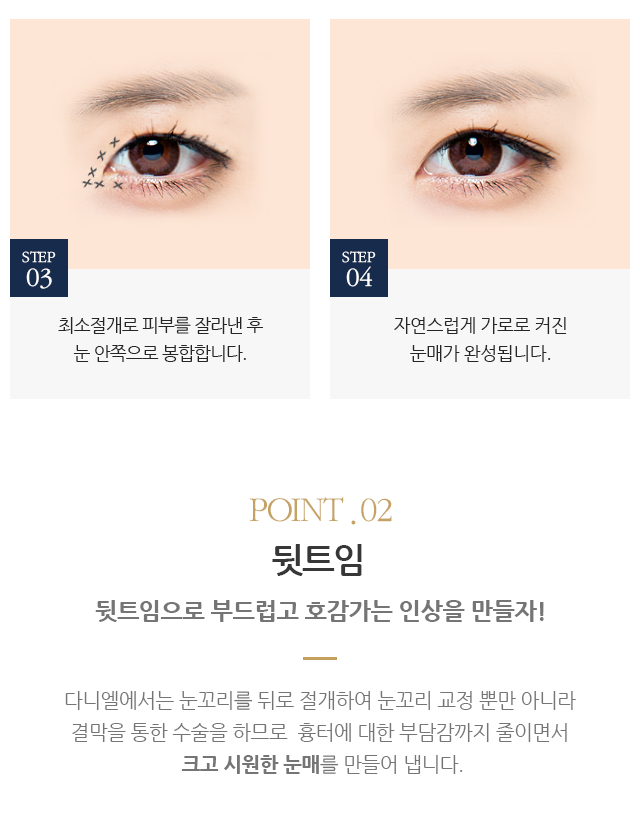 STEP
03
최소절개로 피부를 잘라낸 후
눈 안쪽으로 봉합합니다.
STEP
04
자연스럽게 가로로 커진
눈매가 완성됩니다.
POINT . 02
뒷트임
뒷트임으로 부드럽고 호감가는 인상을 만들자!
다니엘에서는 눈꼬리를 뒤로 절개하여 눈꼬리 교정 뿐만 아니라
결막을 통한 수술을 하므로 흉터에 대한 부담감까지 줄이면서
크고 시원한 눈매를 만들어 냅니다.